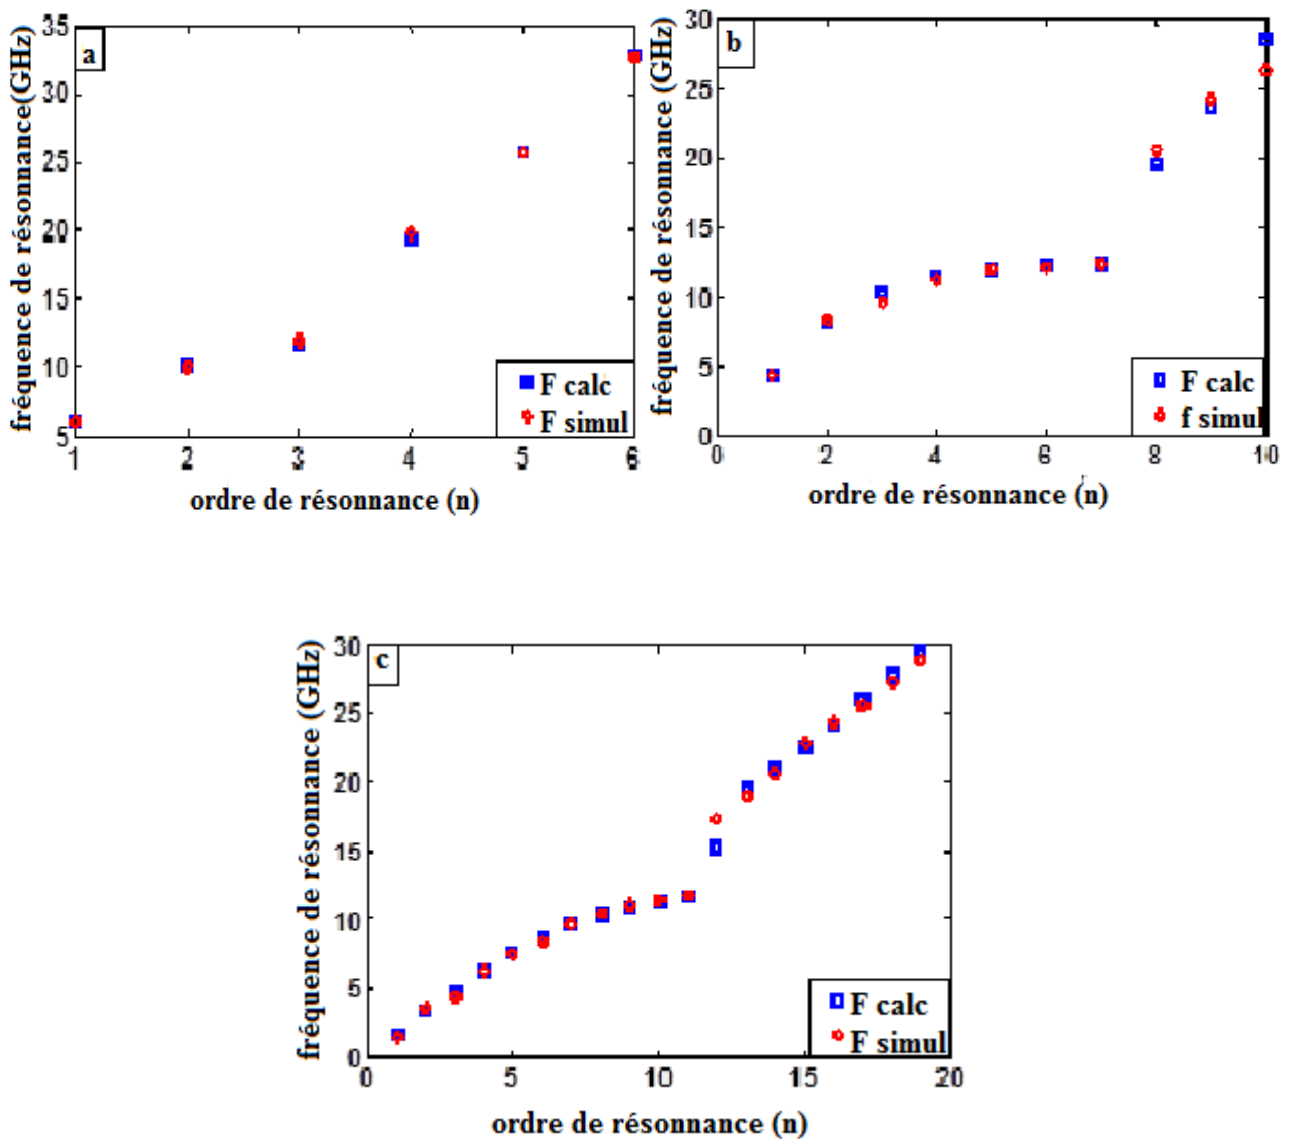 a
fréquence de résonnance(GHz)
35
30
25
20
15
10
5
1 2 3 4 5 6
F calc
F simul
ordre de résonnance (n)
b
fréquence de résonnance (GHz)
30
25
20
15
10
5
0
0 2 4 6 8 10
F calc
f simul
ordre de résonnance (n)
c
fréquence de résonnance (GHz)
30
25
20
15
10
5
0
0 5 10 15 20
F calc
F simul
ordre de résonnance (n)